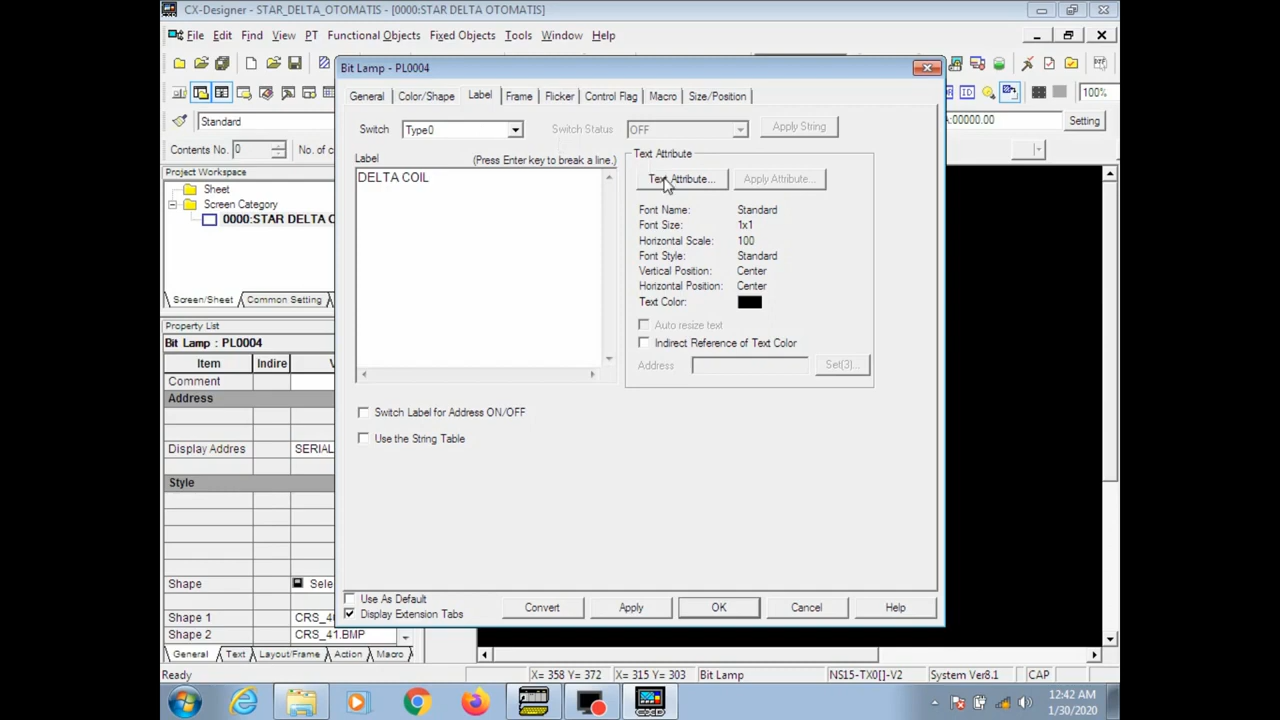 CX-Designer - STAR_DELTA_OTOMATIS - [0000:STAR DELTA OTOMATIS]
File Edit Find View PT Functional Objects Fixed Objects Tools Window Help
Bit Lamp - PL0004
100%
Standard
:00000.00 Setting
Contents No. 0 No. of c
Project Workspace
Sheet
Screen Category
0000:STAR DELTA O
Screen/Sheet Common Setting
Property List
Bit Lamp : PL0004
Item Indire V
Comment
Address
Display Addres SERIAL
Style
Shape Sele
Shape 1 CRS_4
Shape 2 CRS_41.BMP
General Text Layout/Frame Action Macro
General Color/Shape Label Frame Flicker Control Flag Macro Size/Position
Switch Type0 Switch Status OFF Apply String
Label (Press Enter key to break a line.)
DELTA COIL
Text Attribute
Text Attribute... Apply Attribute...
Font Name: Standard
Font Size: 1x1
Horizontal Scale: 100
Font Style: Standard
Vertical Position: Center
Horizontal Position: Center
Text Color:
Auto resize text
Indirect Reference of Text Color
Address Set(3)...
Switch Label for Address ON/OFF
Use the String Table
Use As Default
Display Extension Tabs
Convert Apply OK Cancel Help
Ready X= 358 Y= 372 X= 315 Y= 303 Bit Lamp NS15-TX0[]-V2 System Ver8.1 CAP
12:42 AM
1/30/2020